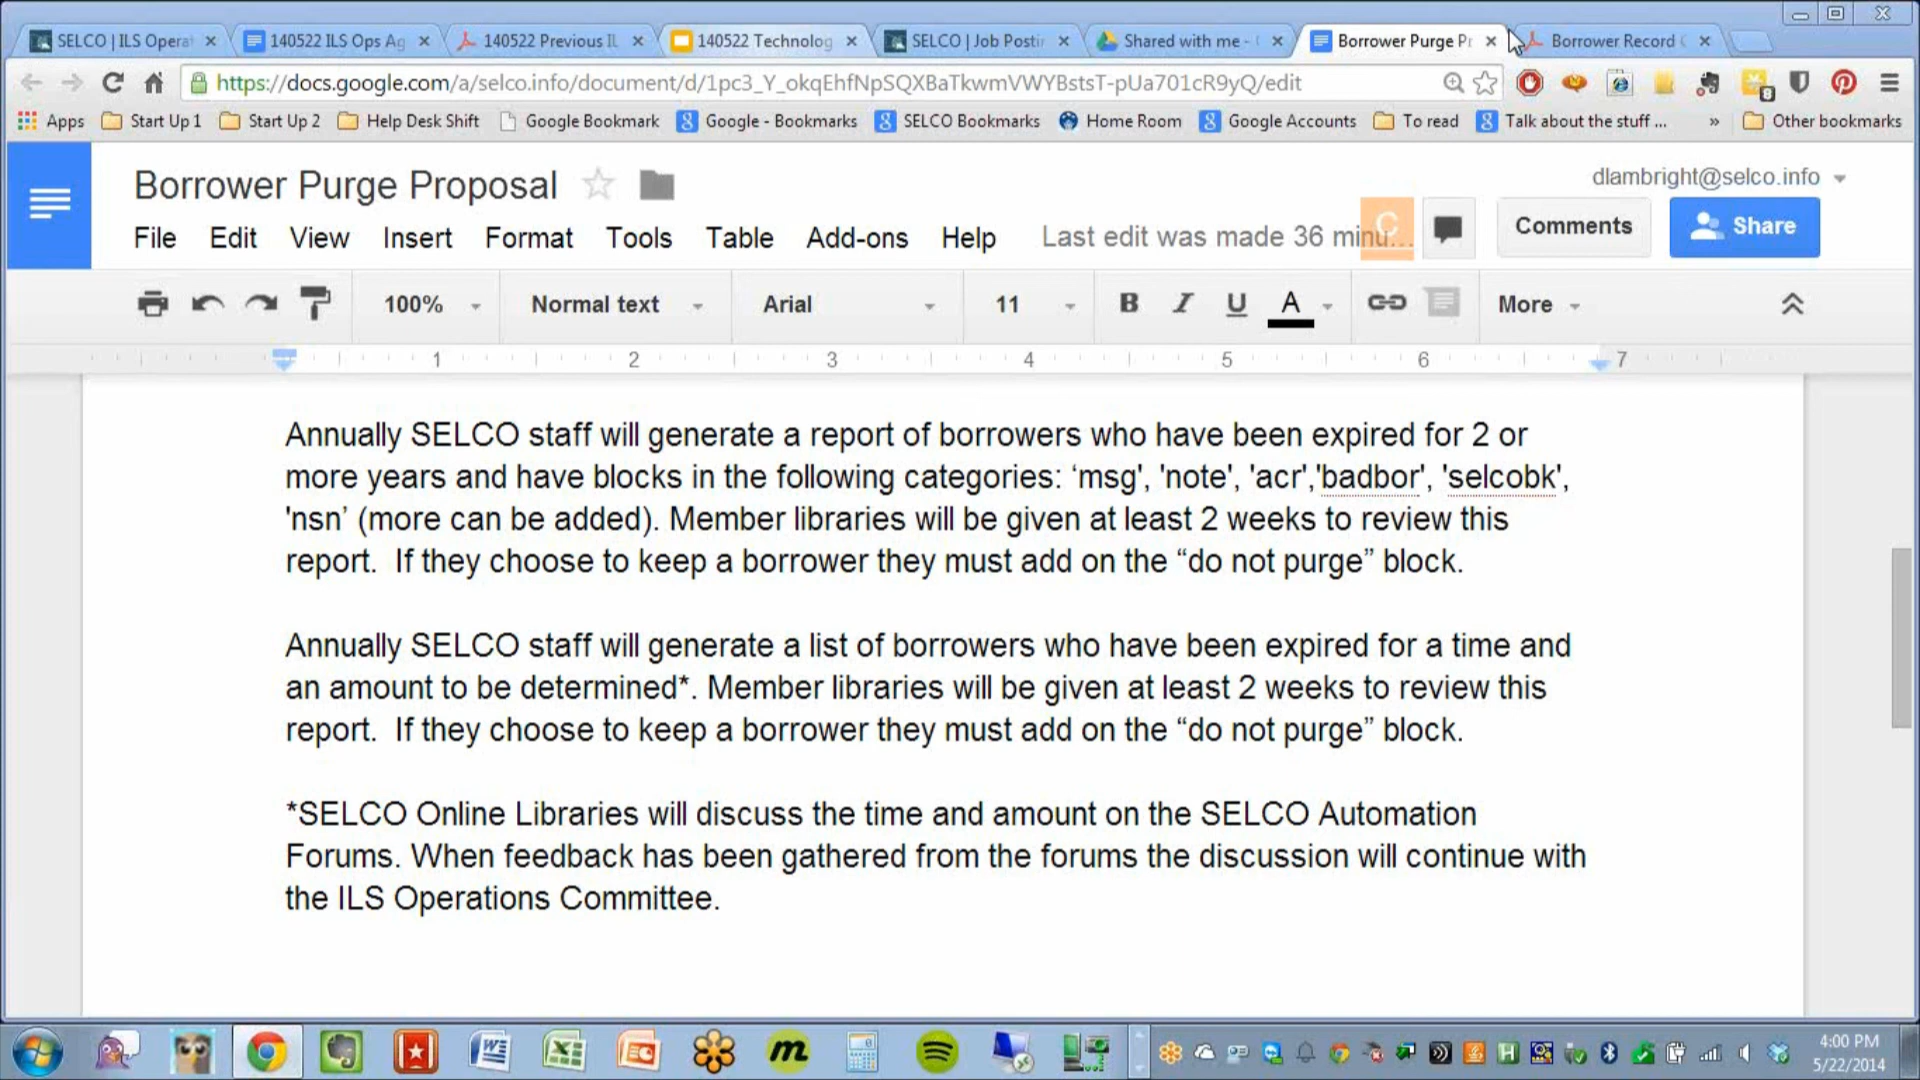 SELCO | ILS Opera
140522 ILS Ops Ag
140522 Previous IL
140522 Technolog
SELCO | Job Postir
Shared with me -
Borrower Purge Pr
Borrower Record
https://docs.google.com/a/selco.info/document/d/1pc3_Y_okqEhfNpSQXBaTkwmVWYBstsT-pUa701cR9yQ/edit
8
Apps
Start Up 1
Start Up 2
Help Desk Shift
Google Bookmark
Google - Bookmarks
SELCO Bookmarks
Home Room
Google Accounts
To read
Talk about the stuff ...
»
Other bookmarks
Borrower Purge Proposal
dlambright@selco.info
File Edit View Insert Format Tools Table Add-ons Help
Last edit was made 36 minu...
C
Comments
Share
100%
Normal text
Arial
11
B I U A
More
1 2 3 4 5 6 7
Annually SELCO staff will generate a report of borrowers who have been expired for 2 or
more years and have blocks in the following categories: ‘msg', 'note', 'acr','badbor', 'selcobk',
'nsn’ (more can be added). Member libraries will be given at least 2 weeks to review this
report.  If they choose to keep a borrower they must add on the “do not purge” block.
Annually SELCO staff will generate a list of borrowers who have been expired for a time and
an amount to be determined*. Member libraries will be given at least 2 weeks to review this
report.  If they choose to keep a borrower they must add on the “do not purge” block.
*SELCO Online Libraries will discuss the time and amount on the SELCO Automation
Forums. When feedback has been gathered from the forums the discussion will continue with
the ILS Operations Committee.
4:00 PM
5/22/2014